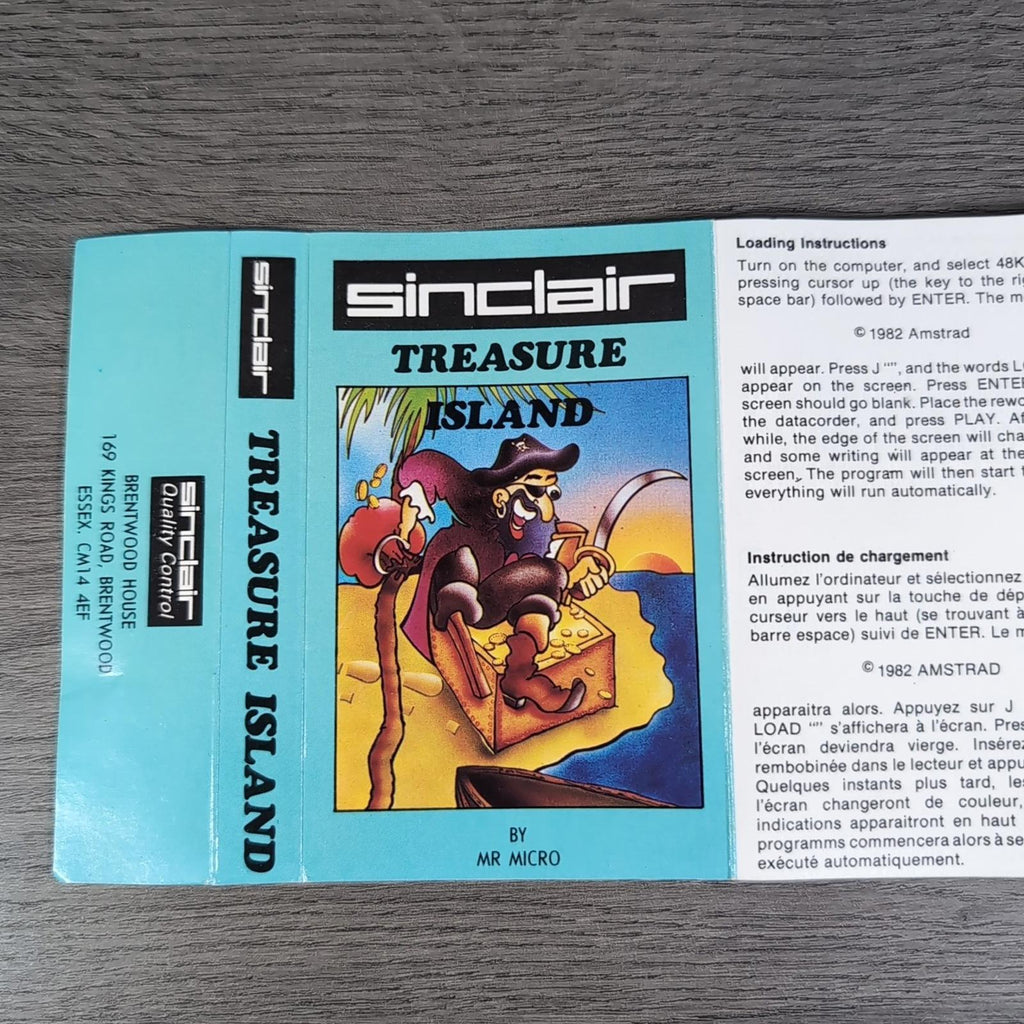 sinclair
Quality Control
BRENTWOOD HOUSE
169 KINGS ROAD, BRENTWOOD
ESSEX. CM14 4EF
sinclair TREASURE ISLAND
sinclair
TREASURE
ISLAND
BY
MR MICRO
Loading Instructions
Turn on the computer, and select 48K
pressing cursor up (the key to the
space bar) followed by ENTER. The
© 1982 Amstrad
will appear. Press J “”, and the words
appear on the screen. Press ENTER
screen should go blank. Place the
the datacorder, and press PLAY.
while, the edge of the screen will
and some writing will appear at the
screen, The program will then start
everything will run automatically.
Instruction de chargement
Allumez l'ordinateur et sélectionnez
en appuyant sur la touche de
curseur vers le haut (se trouvant à
barre espace) suivi de ENTER. Le
© 1982 AMSTRAD
apparaitra alors. Appuyez sur J
LOAD “” s'affichera à l'écran.
l'écran deviendra vierge. Insérez
rembobinée dans le lecteur et
Quelques instants plus tard,
l'écran changeront de couleur,
indications apparaitront en haut
programms commencera alors à
exécuté automatiquement.